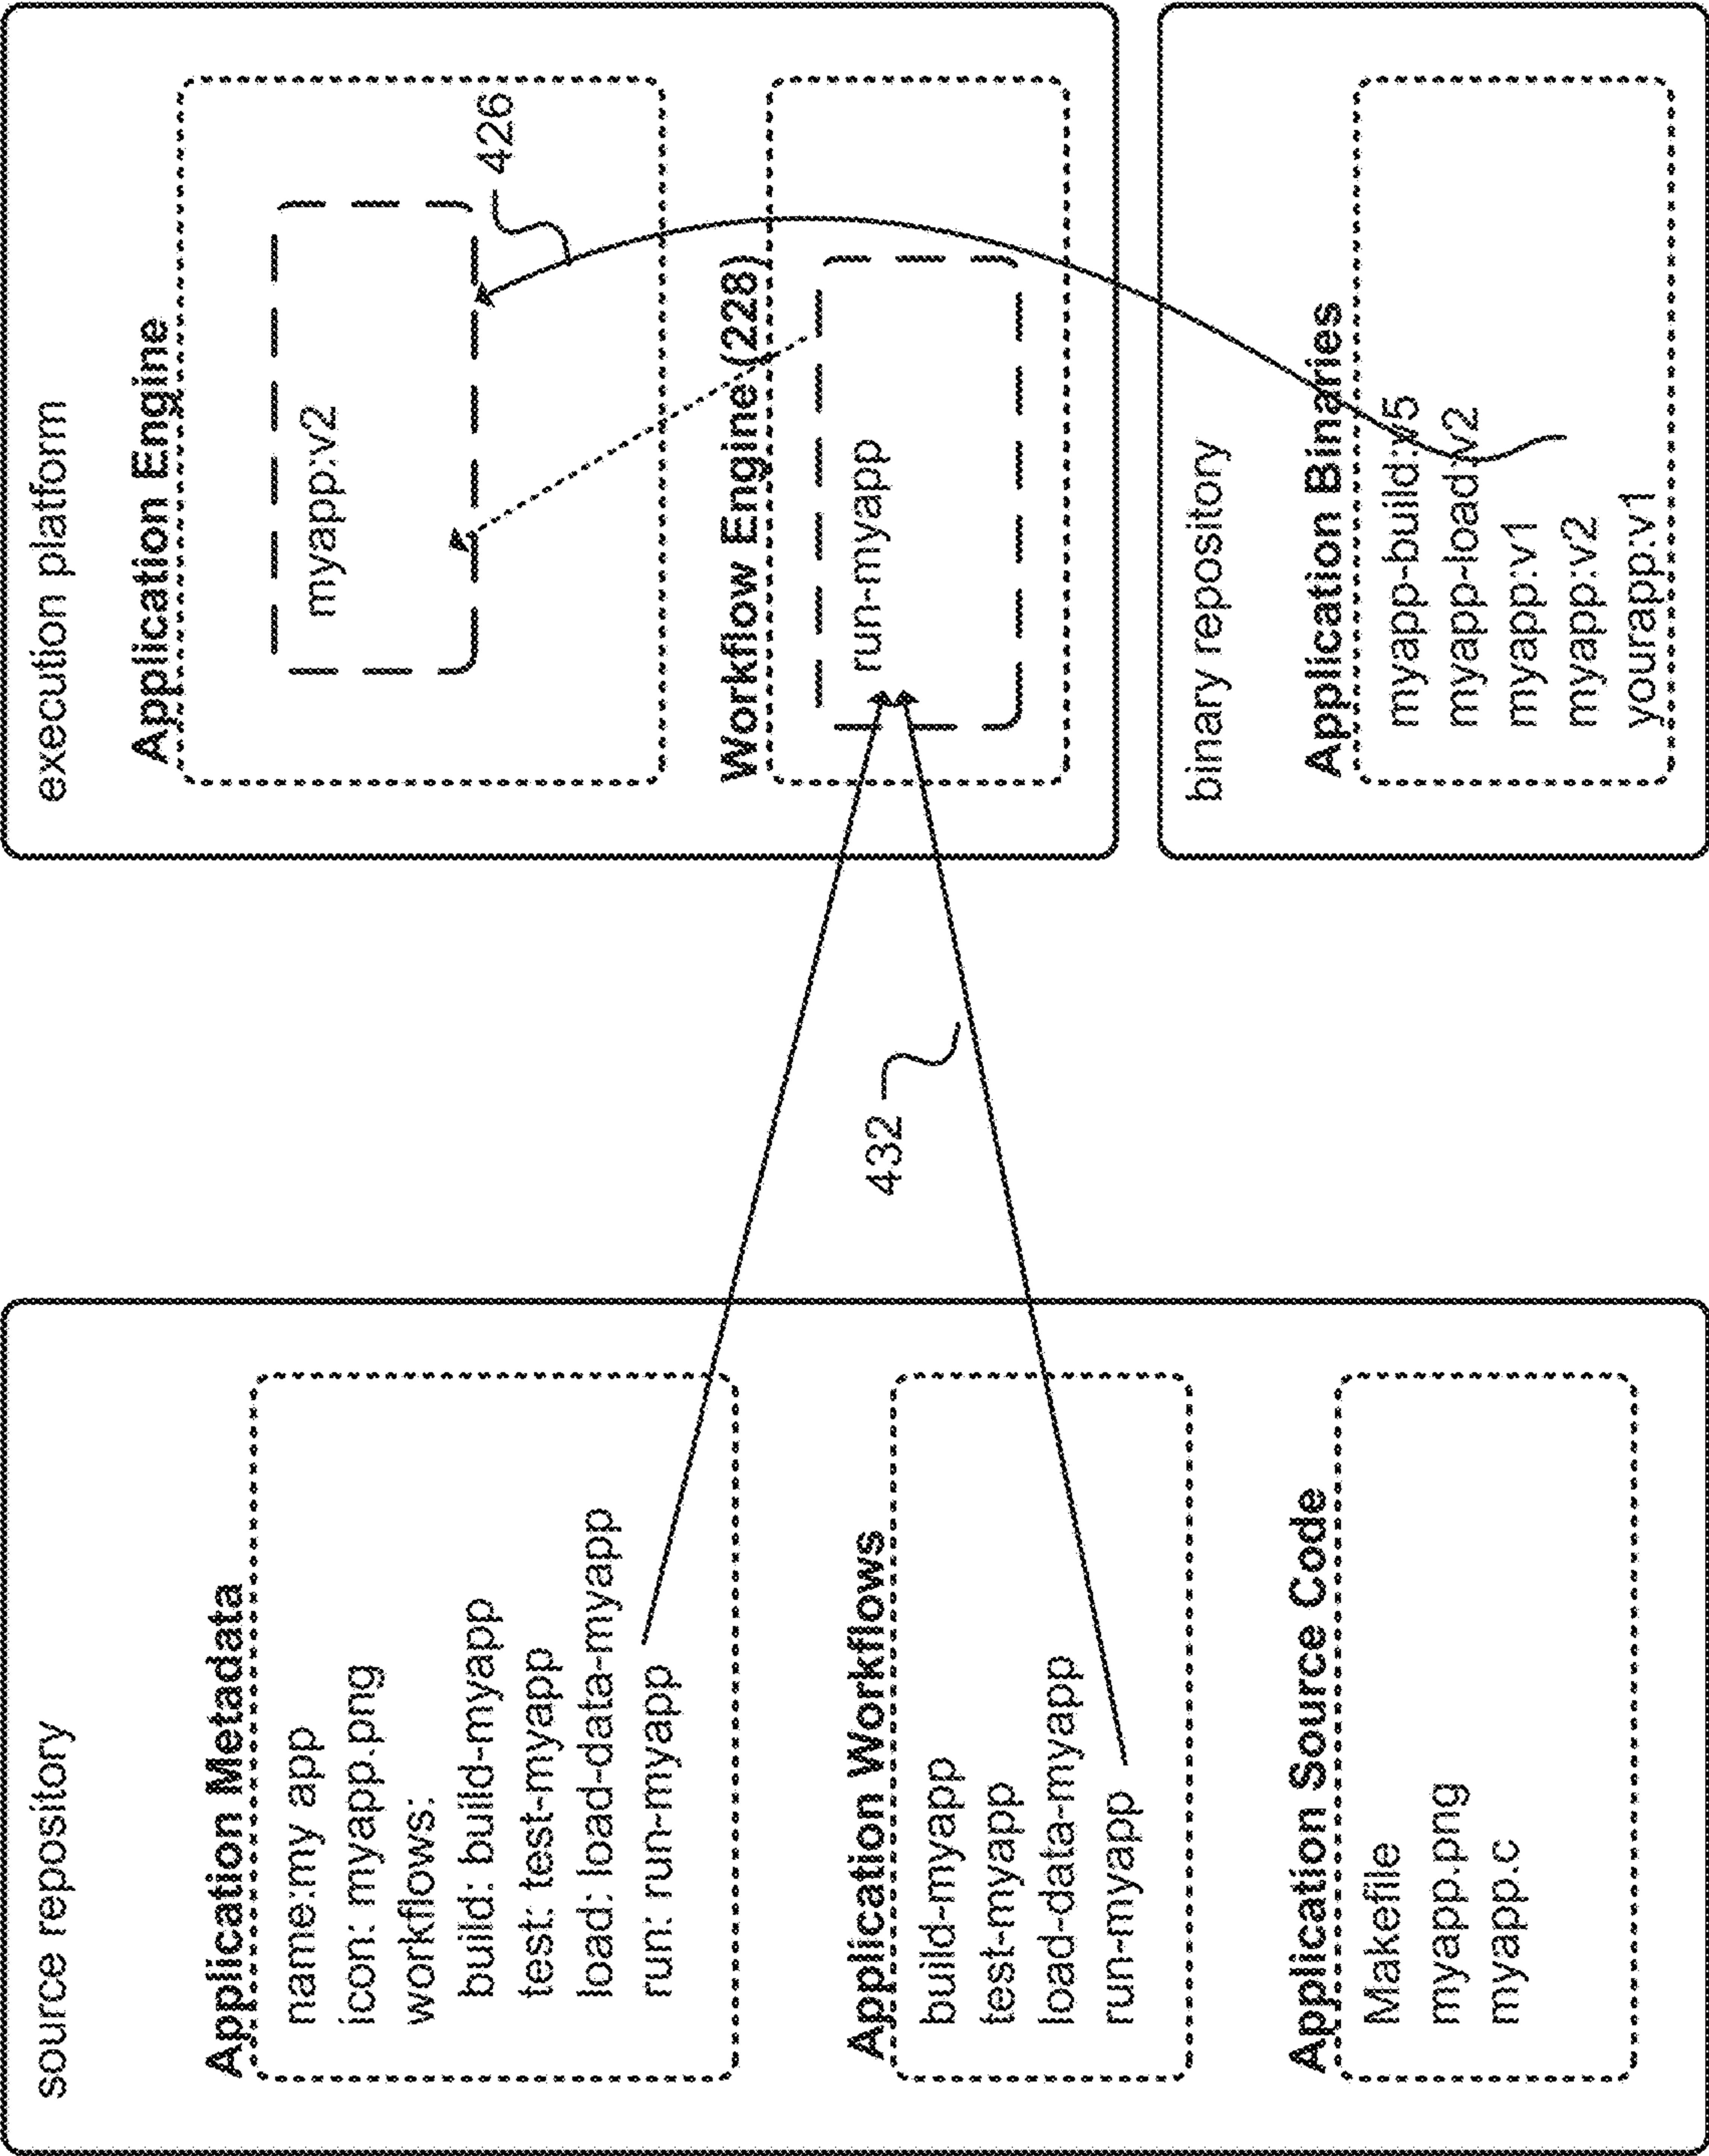 source repository
Application Metadata
name:my app
icon: myapp.png
workflows:
build: build-myapp
test: test-myapp
load: load-data-myapp
run: run-myapp
Application Workflows
build-myapp
test-myapp
load-data-myapp
run-myapp
Application Source Code
Makefile
myapp.png
myapp.c
432
execution platform
Application Engine
myapp:v2
426
Workflow Engine (228)
run-myapp
binary repository
Application Binaries
myapp-build:v5
myapp-load:v2
myapp:v1
myapp:v2
yourapp:v1